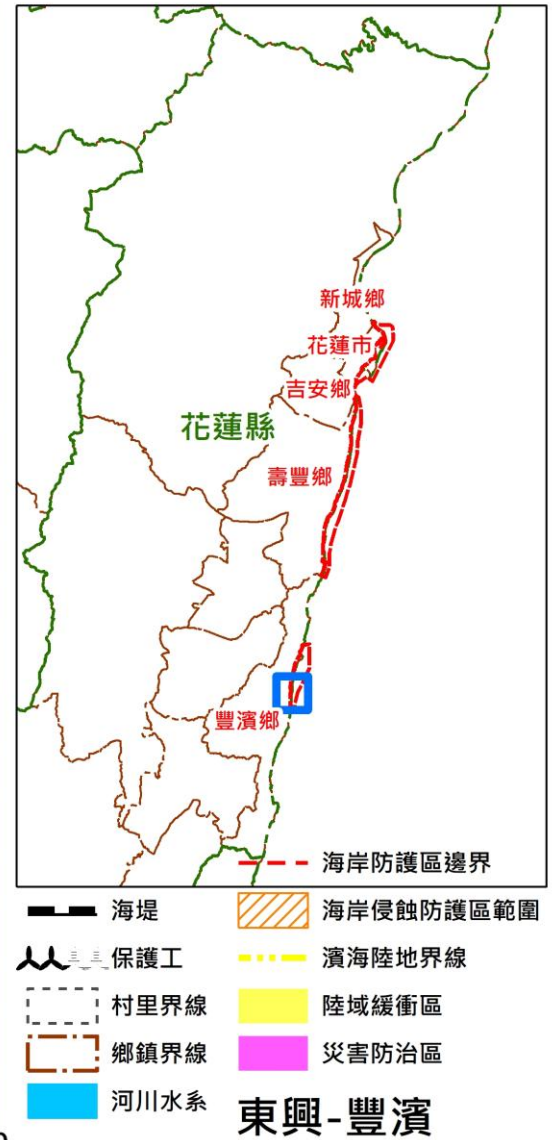 新城鄉
花蓮市
吉安鄉
花蓮縣
壽豐鄉
豐濱鄉
海岸防護區邊界
海堤
海岸侵蝕防護區範圍
保護工
濱海陸地界線
村里界線
陸域緩衝區
鄉鎮界線
災害防治區
河川水系
東興-豐濱